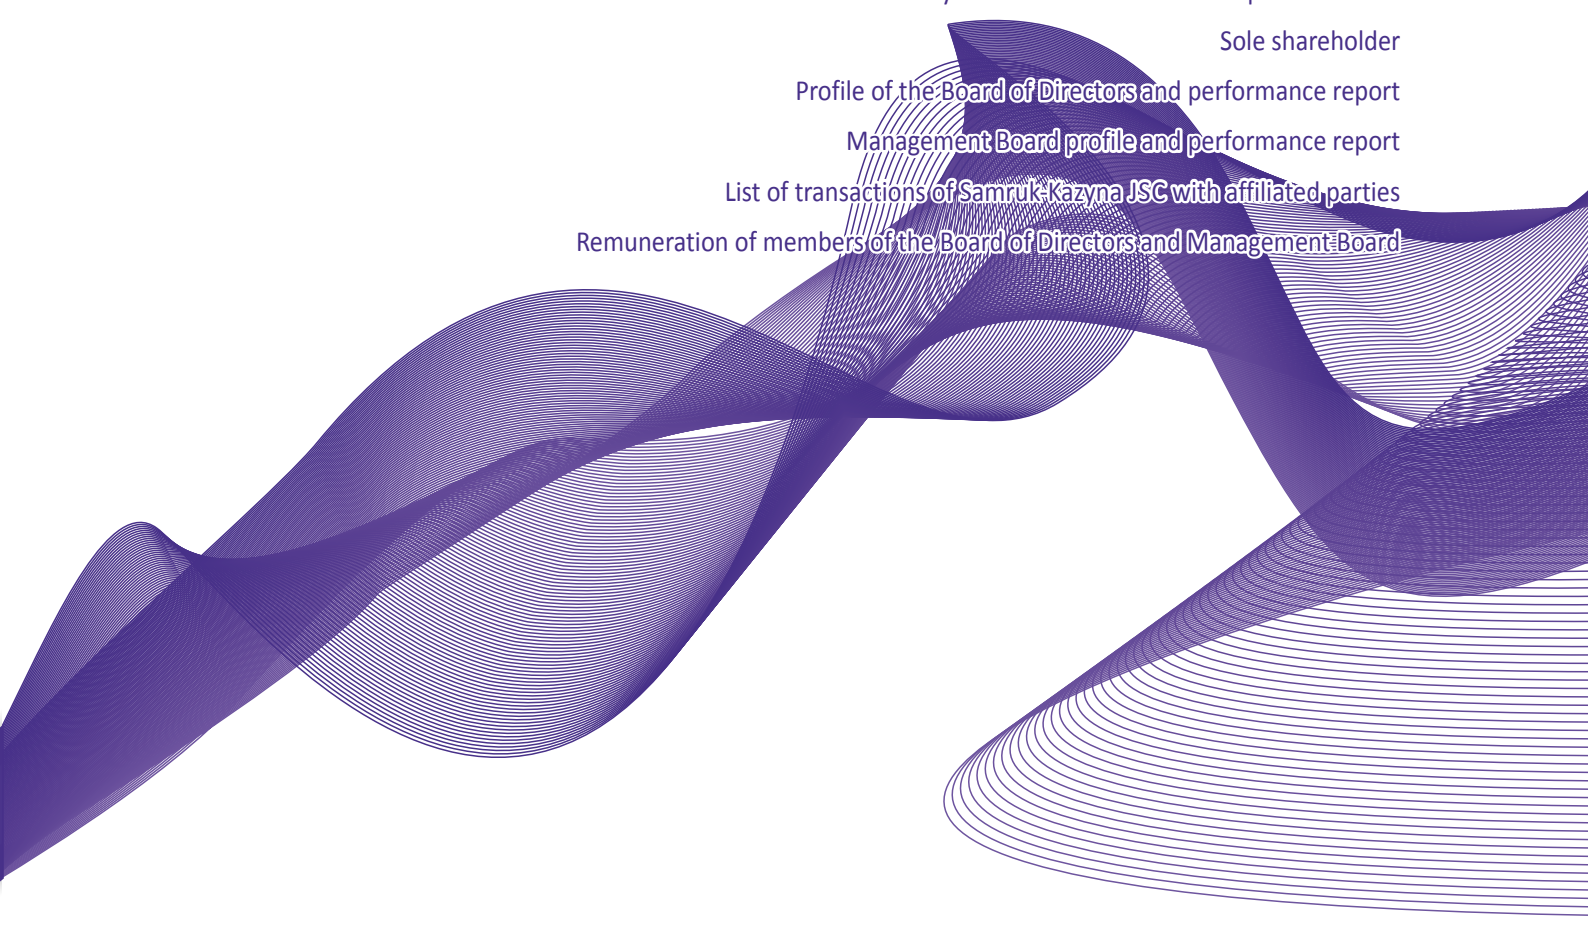 Sole shareholder
Profile of the Board of Directors and performance report
Management Board profile and performance report
List of transactions of Samruk-Kazyna JSC with affiliated parties
Remuneration of members of the Board of Directors and Management Board